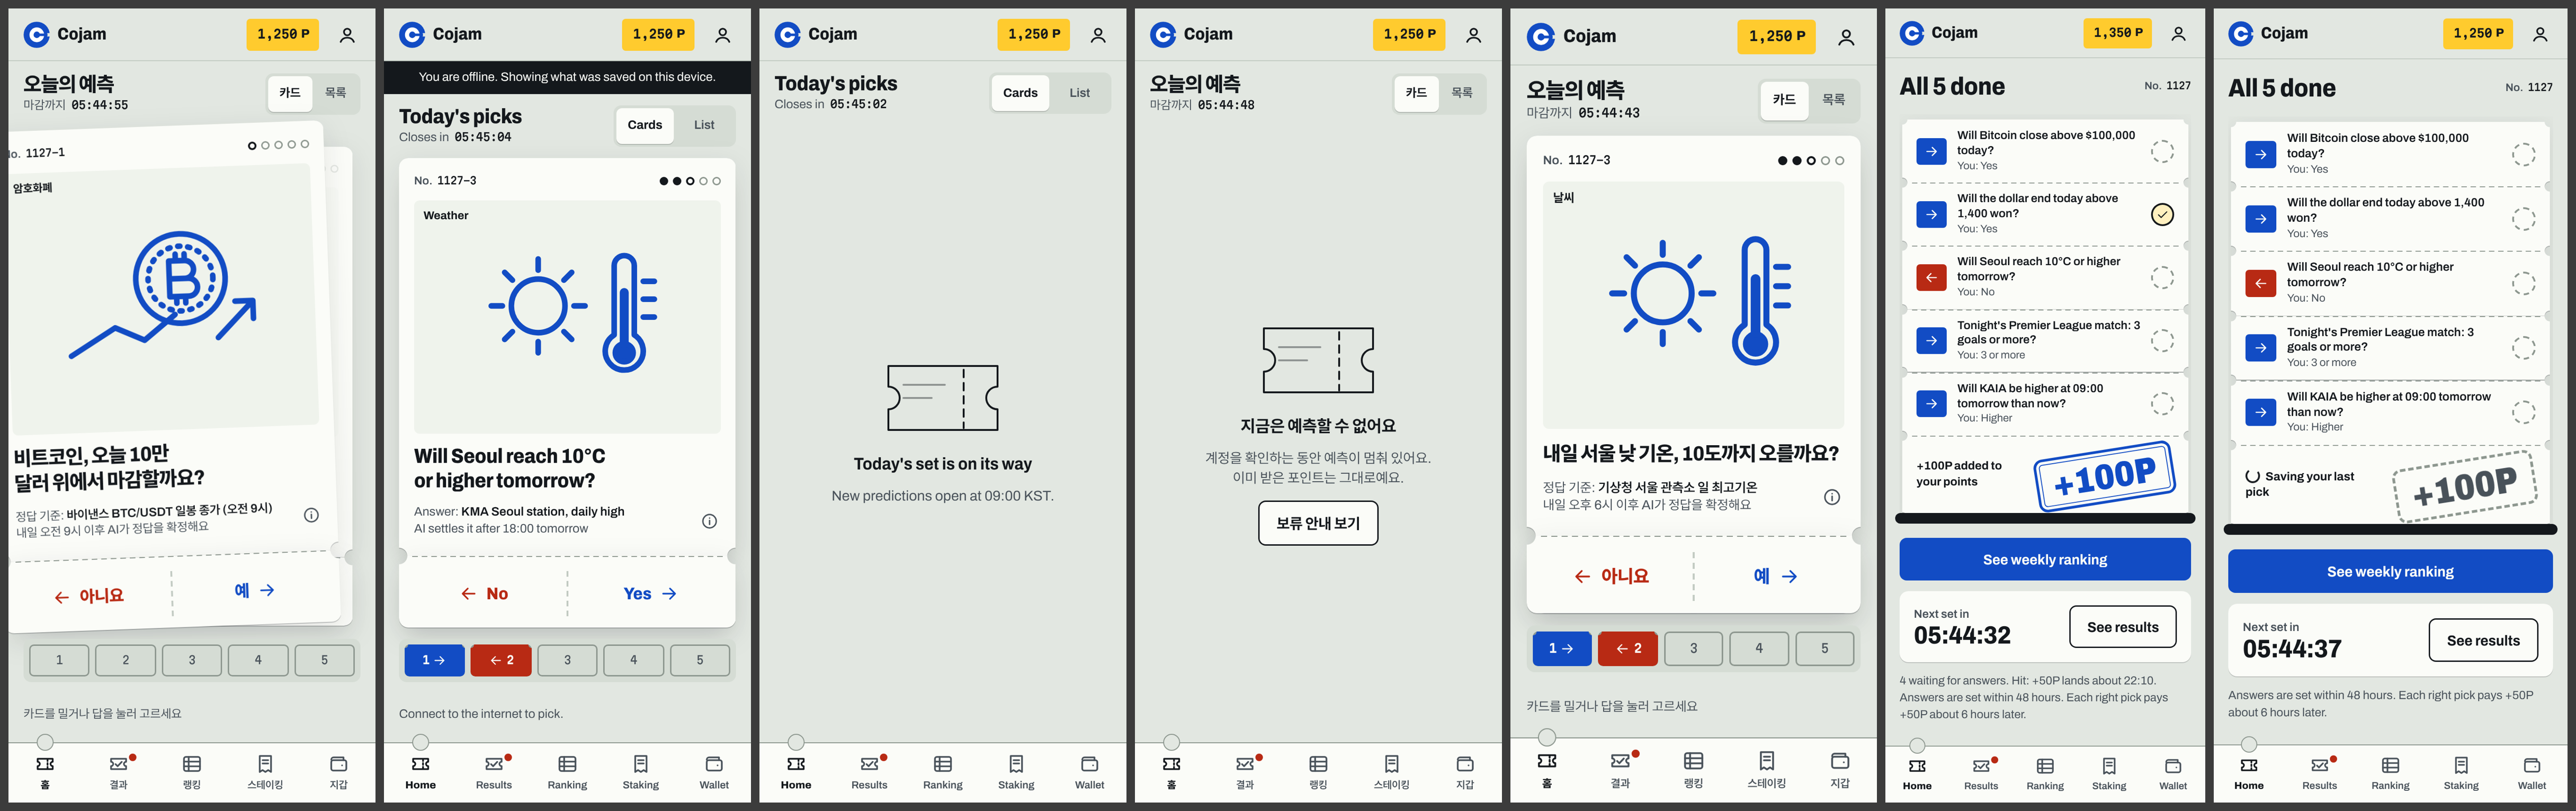 Cojam
1,250 P
오늘의 예측
마감까지 05:44:55
카드
목록
No. 1127-1
암호화폐
비트코인, 오늘 10만
달러 위에서 마감할까요?
정답 기준: 바이낸스 BTC/USDT 일봉 종가 (오전 9시)
내일 오전 9시 이후 AI가 정답을 확정해요
← 아니요
예 →
1
2
3
4
5
카드를 밀거나 답을 눌러 고르세요
홈
결과
랭킹
스테이킹
지갑
Cojam
1,250 P
You are offline. Showing what was saved on this device.
Today's picks
Closes in 05:45:04
Cards
List
No. 1127-3
Weather
Will Seoul reach 10°C
or higher tomorrow?
Answer: KMA Seoul station, daily high
AI settles it after 18:00 tomorrow
← No
Yes →
1 →
← 2
3
4
5
Connect to the internet to pick.
Home
Results
Ranking
Staking
Wallet
Cojam
1,250 P
Today's picks
Closes in 05:45:02
Cards
List
Today's set is on its way
New predictions open at 09:00 KST.
Home
Results
Ranking
Staking
Wallet
Cojam
1,250 P
오늘의 예측
마감까지 05:44:48
카드
목록
지금은 예측할 수 없어요
계정을 확인하는 동안 예측이 멈춰 있어요.
이미 받은 포인트는 그대로예요.
보류 안내 보기
홈
결과
랭킹
스테이킹
지갑
Cojam
1,250 P
오늘의 예측
마감까지 05:44:43
카드
목록
No. 1127-3
날씨
내일 서울 낮 기온, 10도까지 오를까요?
정답 기준: 기상청 서울 관측소 일 최고기온
내일 오후 6시 이후 AI가 정답을 확정해요
← 아니요
예 →
1 →
← 2
3
4
5
카드를 밀거나 답을 눌러 고르세요
홈
결과
랭킹
스테이킹
지갑
Cojam
1,350 P
All 5 done
No. 1127
Will Bitcoin close above $100,000
today?
You: Yes
Will the dollar end today above
1,400 won?
You: Yes
Will Seoul reach 10°C or higher
tomorrow?
You: No
Tonight's Premier League match: 3
goals or more?
You: 3 or more
Will KAIA be higher at 09:00
tomorrow than now?
You: Higher
+100P added to
your points
+100P
See weekly ranking
Next set in
05:44:32
See results
4 waiting for answers. Hit: +50P lands about 22:10.
Answers are set within 48 hours. Each right pick pays
+50P about 6 hours later.
Home
Results
Ranking
Staking
Wallet
Cojam
1,250 P
All 5 done
No. 1127
Will Bitcoin close above $100,000
today?
You: Yes
Will the dollar end today above 1,400
won?
You: Yes
Will Seoul reach 10°C or higher
tomorrow?
You: No
Tonight's Premier League match: 3
goals or more?
You: 3 or more
Will KAIA be higher at 09:00 tomorrow
than now?
You: Higher
Saving your last
pick
+100P
See weekly ranking
Next set in
05:44:37
See results
Answers are set within 48 hours. Each right pick pays +50P
about 6 hours later.
Home
Results
Ranking
Staking
Wallet